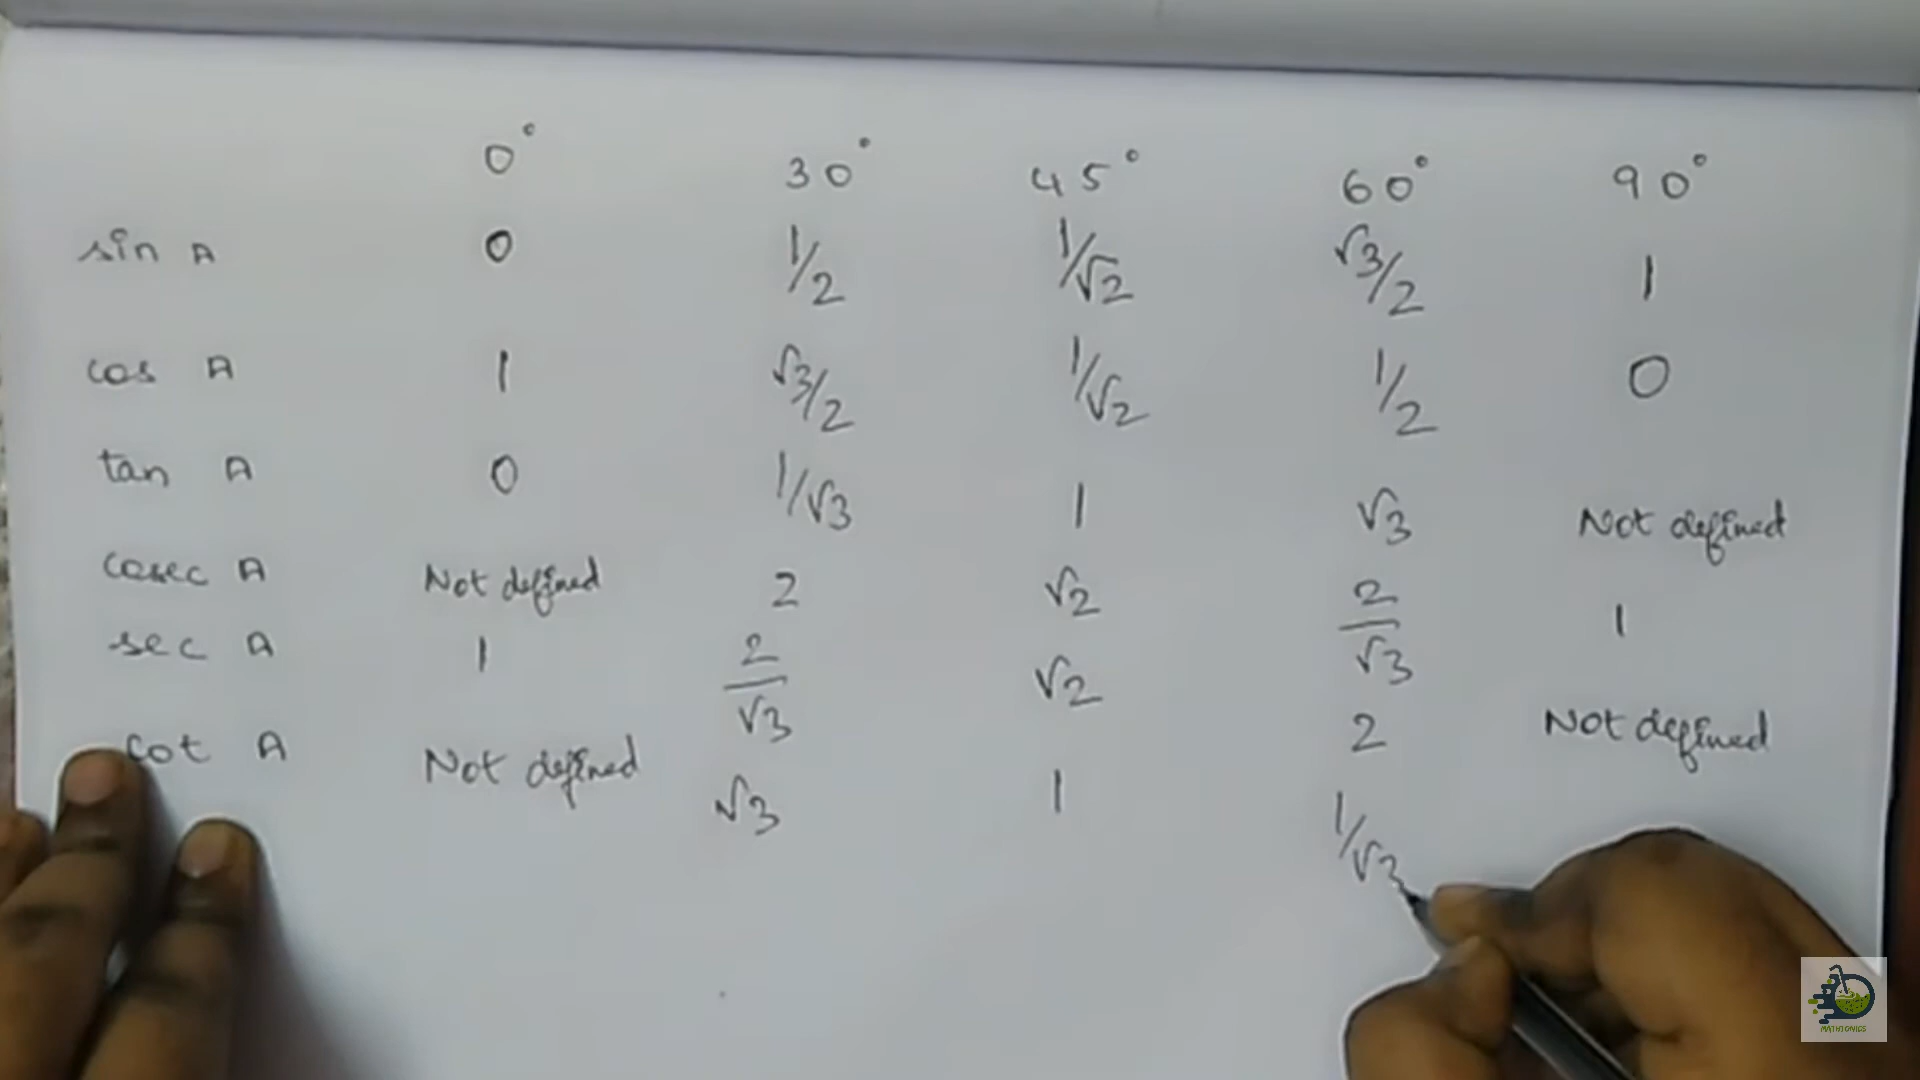 0° 30° 45° 60° 90°
sin A 0 1/2 1/√2 √3/2 1
cos A 1 √3/2 1/√2 1/2 0
tan A 0 1/√3 1 √3 Not defined
cosec A Not defined 2 √2 2/√3 1
sec A 1 2/√3 √2 2 Not defined
cot A Not defined √3 1 1/√3
MATHTONICS